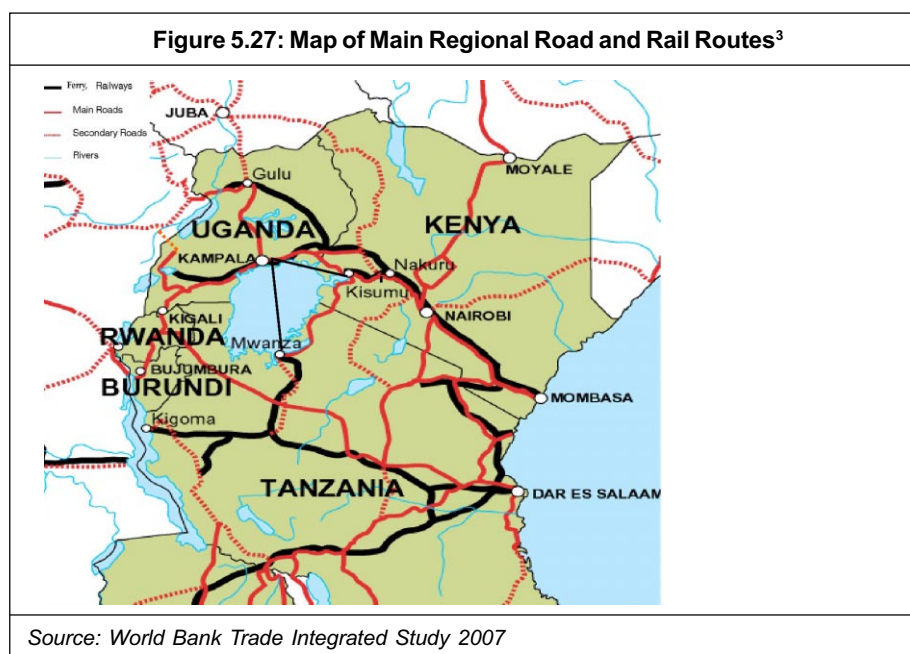 Figure 5.27: Map of Main Regional Road and Rail Routes³
Ferry, Railways
Main Roads
Secondary Roads
Rivers
JUBA
MOYALE
Gulu
UGANDA
KENYA
KAMPALA
Nakuru
Kisumu
KIGALI
NAIROBI
RWANDA
Mwanza
BUJUMBURA
BURUNDI
MOMBASA
Kigoma
TANZANIA
DAR ES SALAAM
Source: World Bank Trade Integrated Study 2007